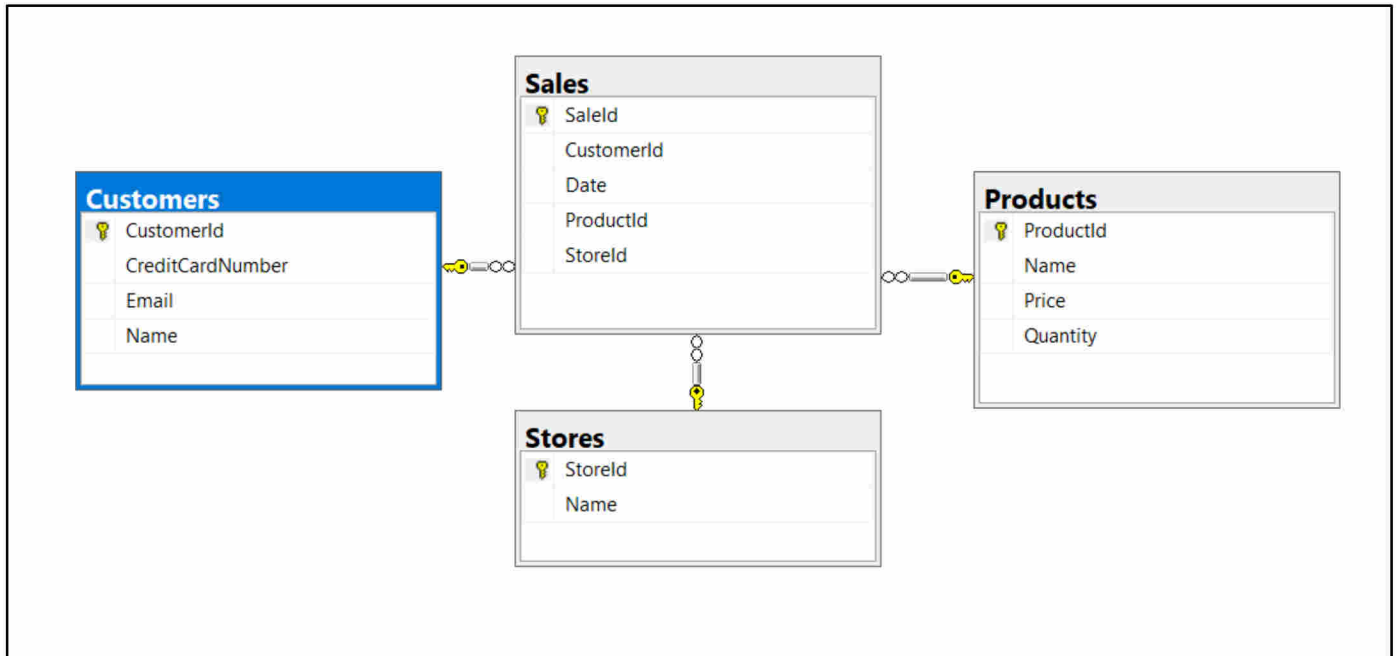 Sales
SaleId
CustomerId
Date
ProductId
StoreId
Customers
CustomerId
CreditCardNumber
Email
Name
Products
ProductId
Name
Price
Quantity
Stores
StoreId
Name